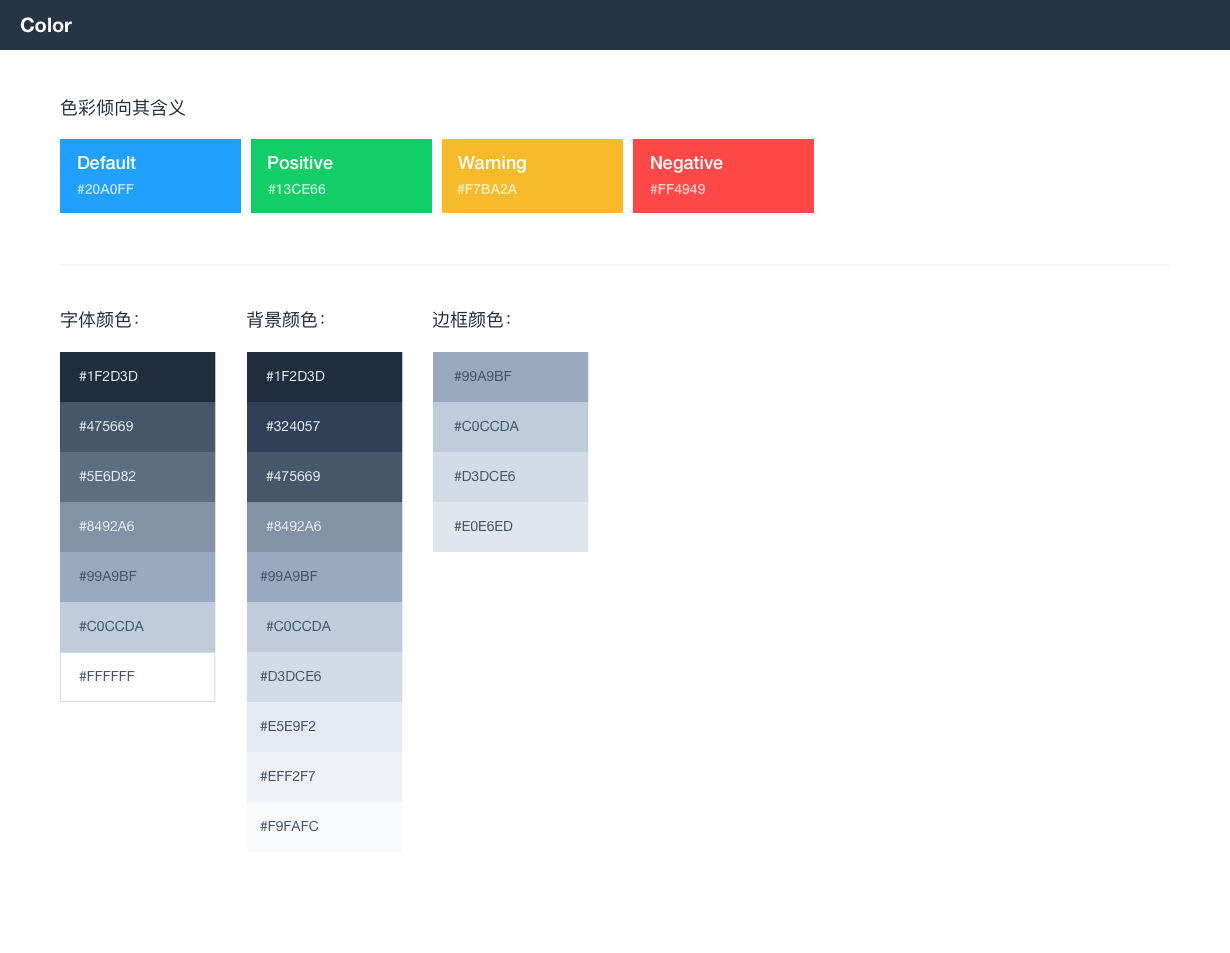 Color
色彩倾向其含义
Default
#20A0FF
Positive
#13CE66
Warning
#F7BA2A
Negative
#FF4949
字体颜色：
#1F2D3D
#475669
#5E6D82
#8492A6
#99A9BF
#C0CCDA
#FFFFFF
背景颜色：
#1F2D3D
#324057
#475669
#8492A6
#99A9BF
#C0CCDA
#D3DCE6
#E5E9F2
#EFF2F7
#F9FAFC
边框颜色：
#99A9BF
#C0CCDA
#D3DCE6
#E0E6ED